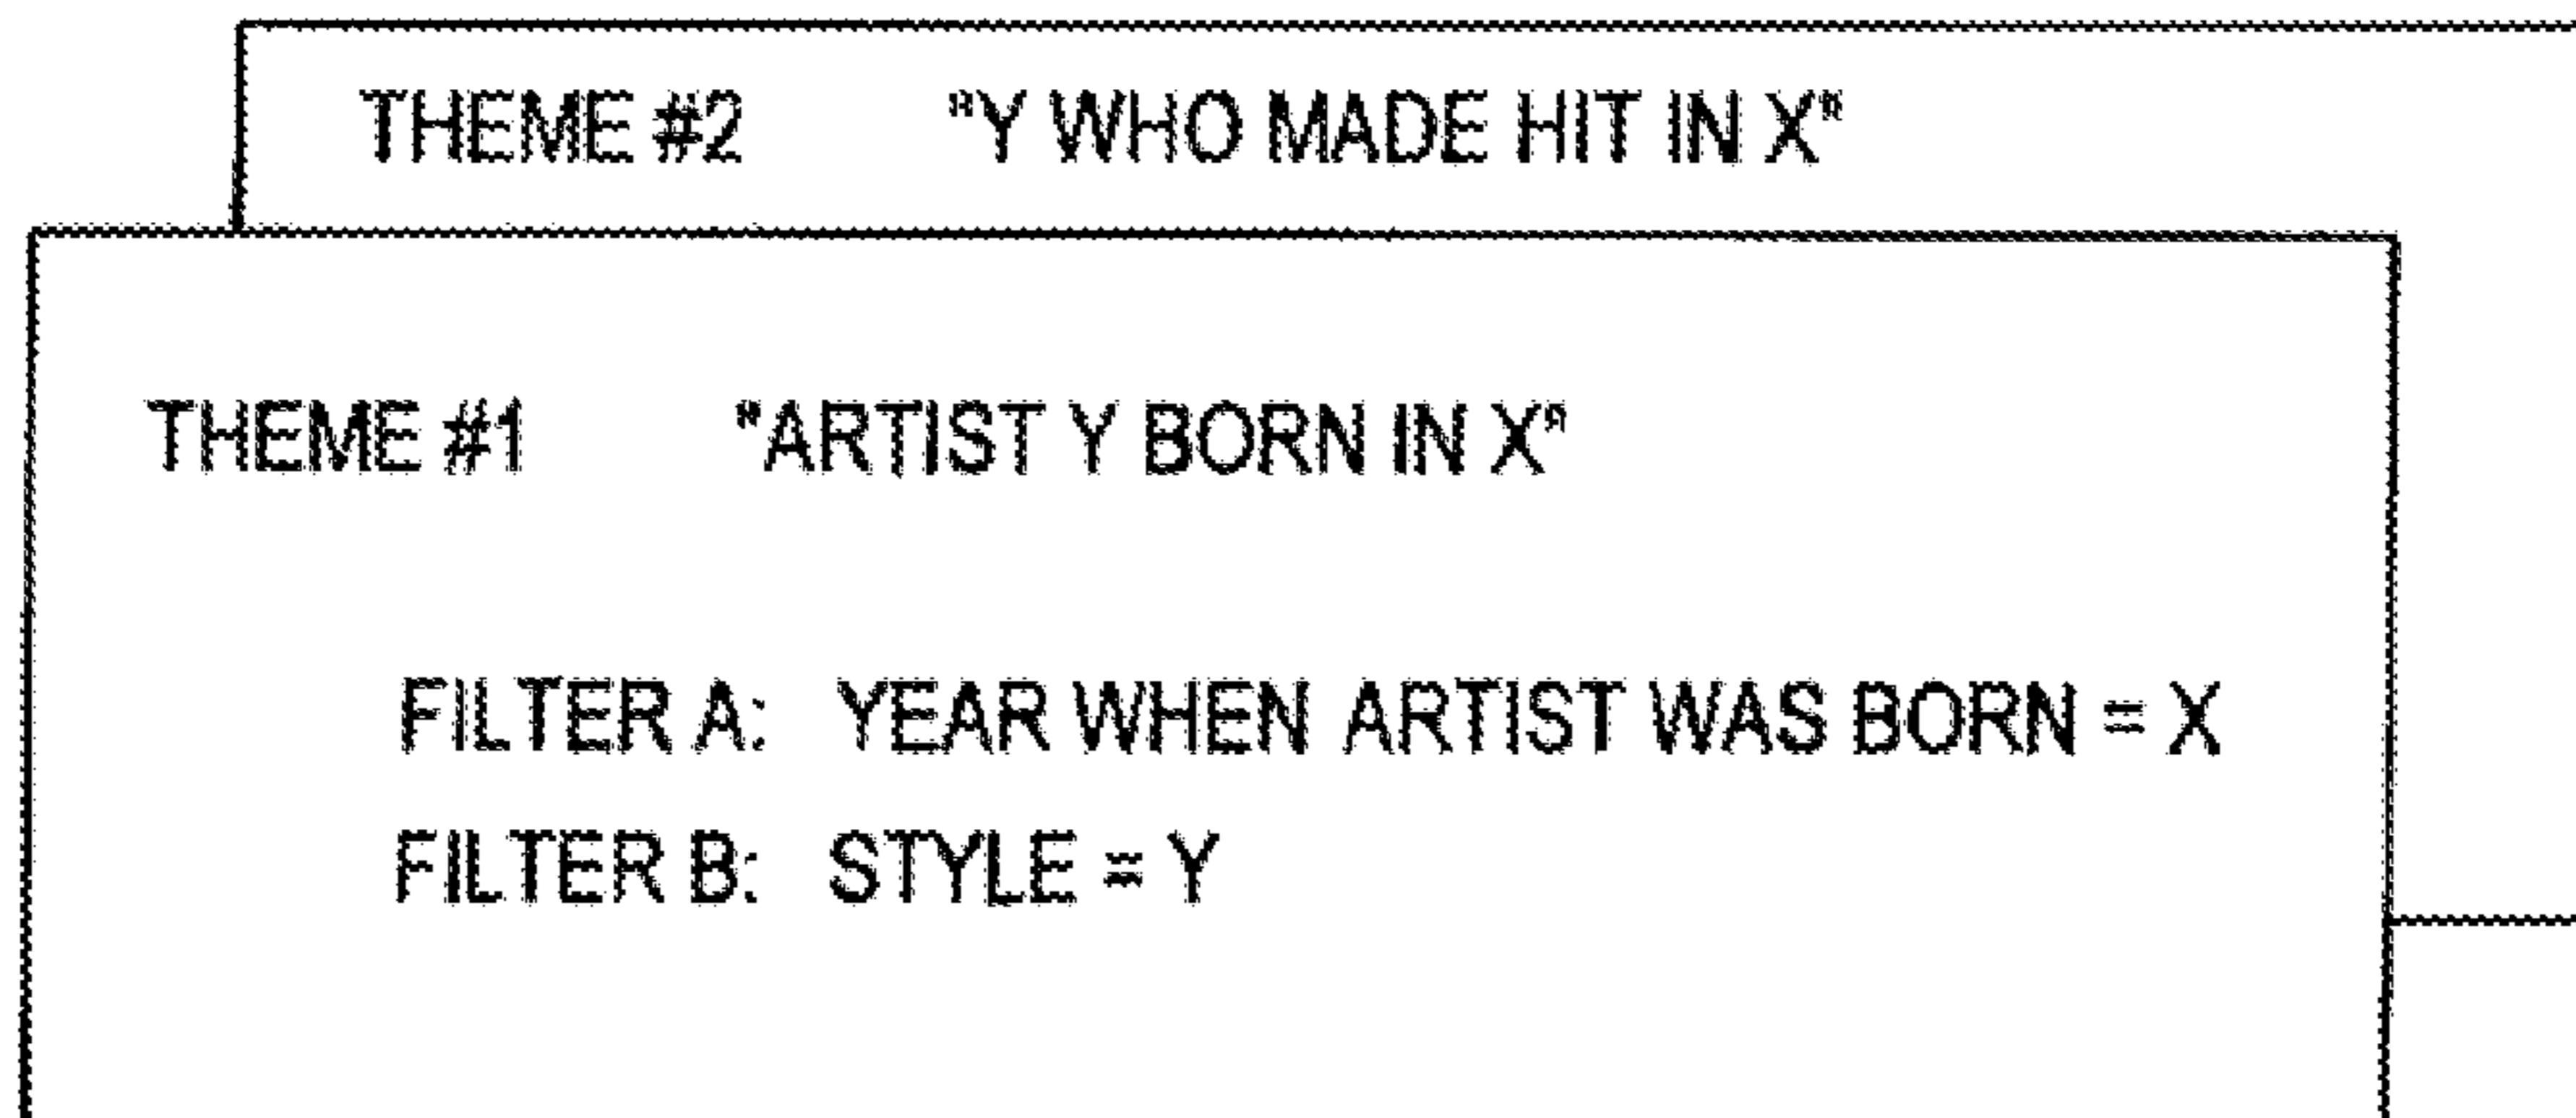 THEME #2 "Y WHO MADE HIT IN X"
THEME #1 "ARTIST Y BORN IN X"
FILTER A: YEAR WHEN ARTIST WAS BORN = X
FILTER B: STYLE = Y